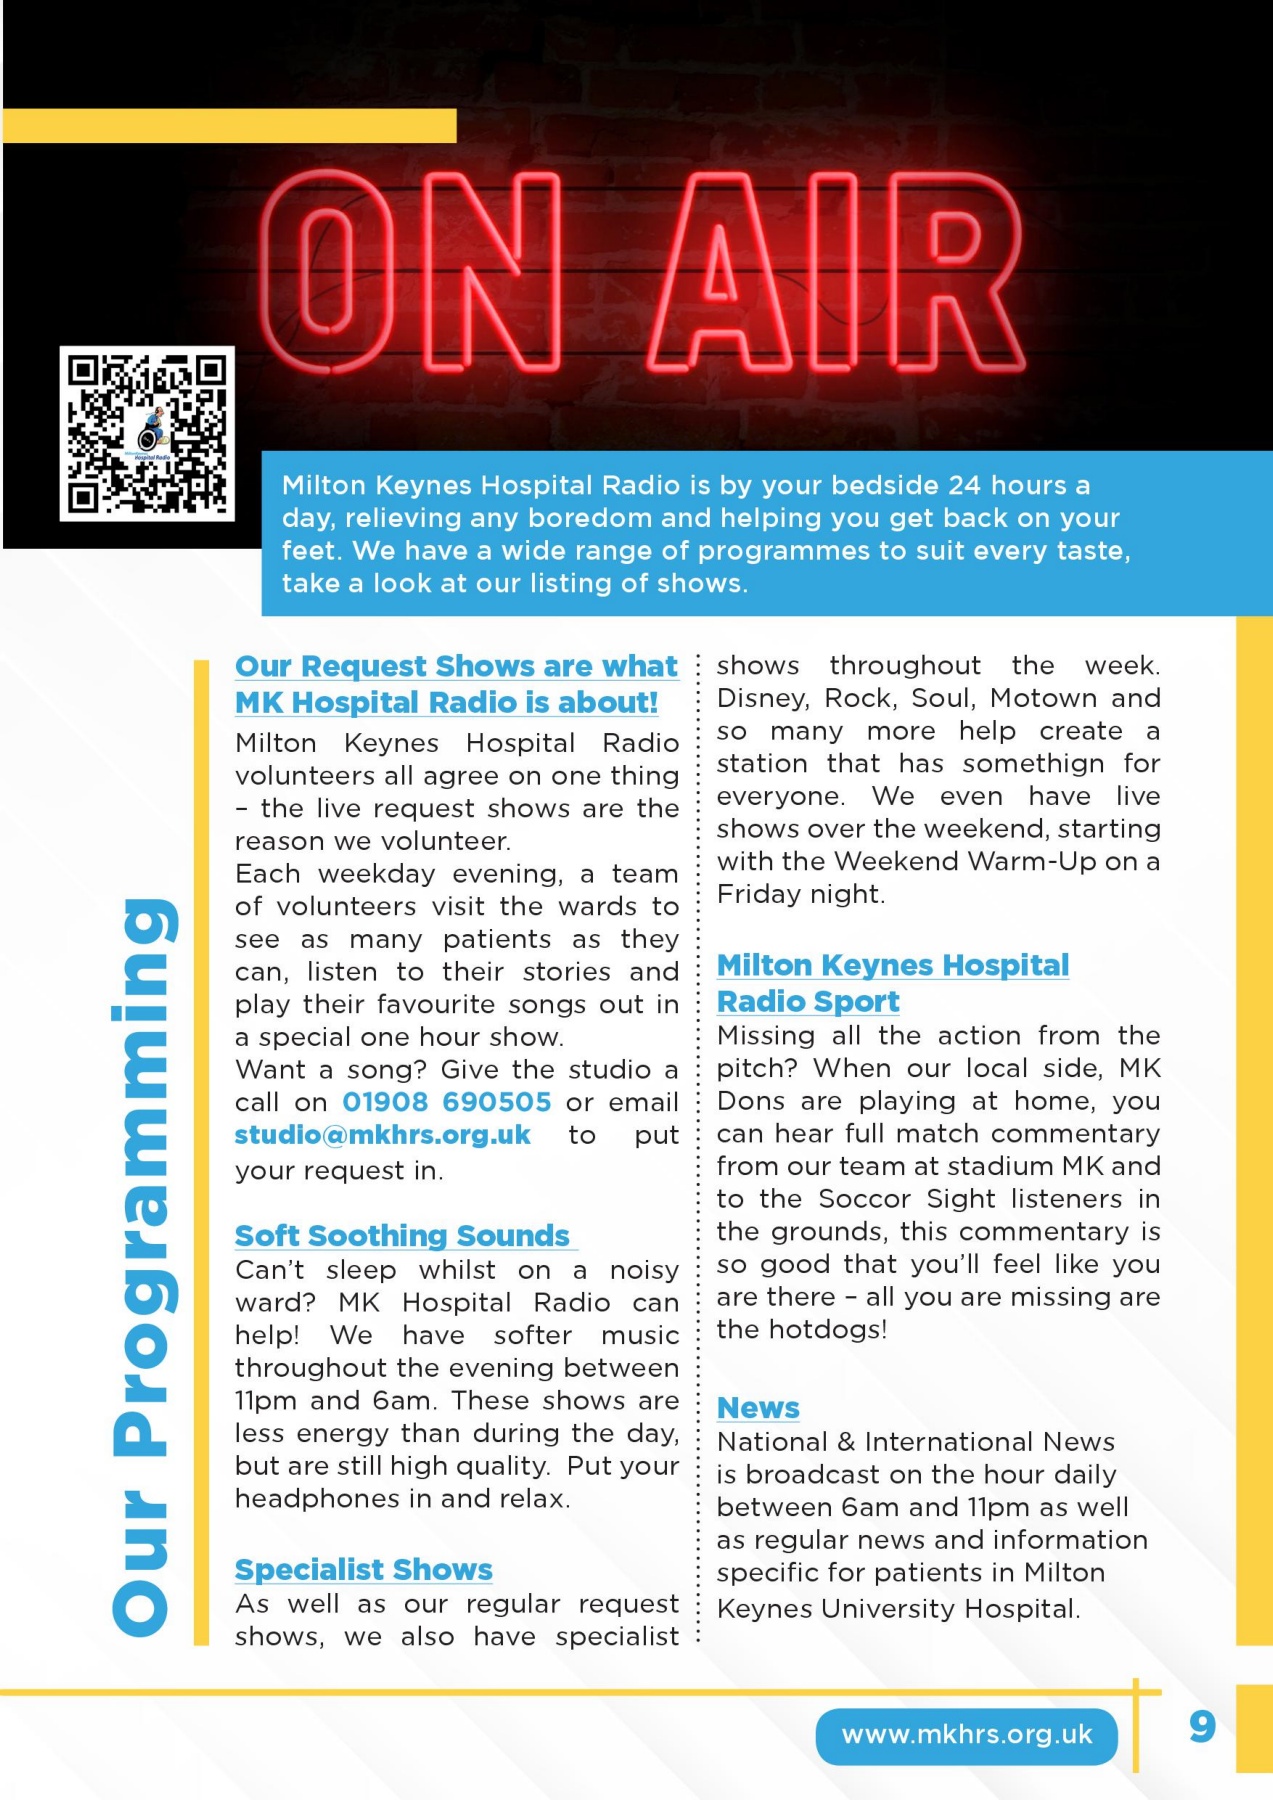 ON AIR
Hospital Radio
Milton Keynes Hospital Radio is by your bedside 24 hours a
day, relieving any boredom and helping you get back on your
feet. We have a wide range of programmes to suit every taste,
take a look at our listing of shows.
Our Programming
Our Request Shows are what
MK Hospital Radio is about!
Milton Keynes Hospital Radio
volunteers all agree on one thing
– the live request shows are the
reason we volunteer.
Each weekday evening, a team
of volunteers visit the wards to
see as many patients as they
can, listen to their stories and
play their favourite songs out in
a special one hour show.
Want a song? Give the studio a
call on 01908 690505 or email
studio@mkhrs.org.uk to put
your request in.
Soft Soothing Sounds
Can't sleep whilst on a noisy
ward? MK Hospital Radio can
help! We have softer music
throughout the evening between
11pm and 6am. These shows are
less energy than during the day,
but are still high quality. Put your
headphones in and relax.
Specialist Shows
As well as our regular request
shows, we also have specialist
shows throughout the week.
Disney, Rock, Soul, Motown and
so many more help create a
station that has somethign for
everyone. We even have live
shows over the weekend, starting
with the Weekend Warm-Up on a
Friday night.
Milton Keynes Hospital
Radio Sport
Missing all the action from the
pitch? When our local side, MK
Dons are playing at home, you
can hear full match commentary
from our team at stadium MK and
to the Soccor Sight listeners in
the grounds, this commentary is
so good that you'll feel like you
are there – all you are missing are
the hotdogs!
News
National & International News
is broadcast on the hour daily
between 6am and 11pm as well
as regular news and information
specific for patients in Milton
Keynes University Hospital.
www.mkhrs.org.uk
9